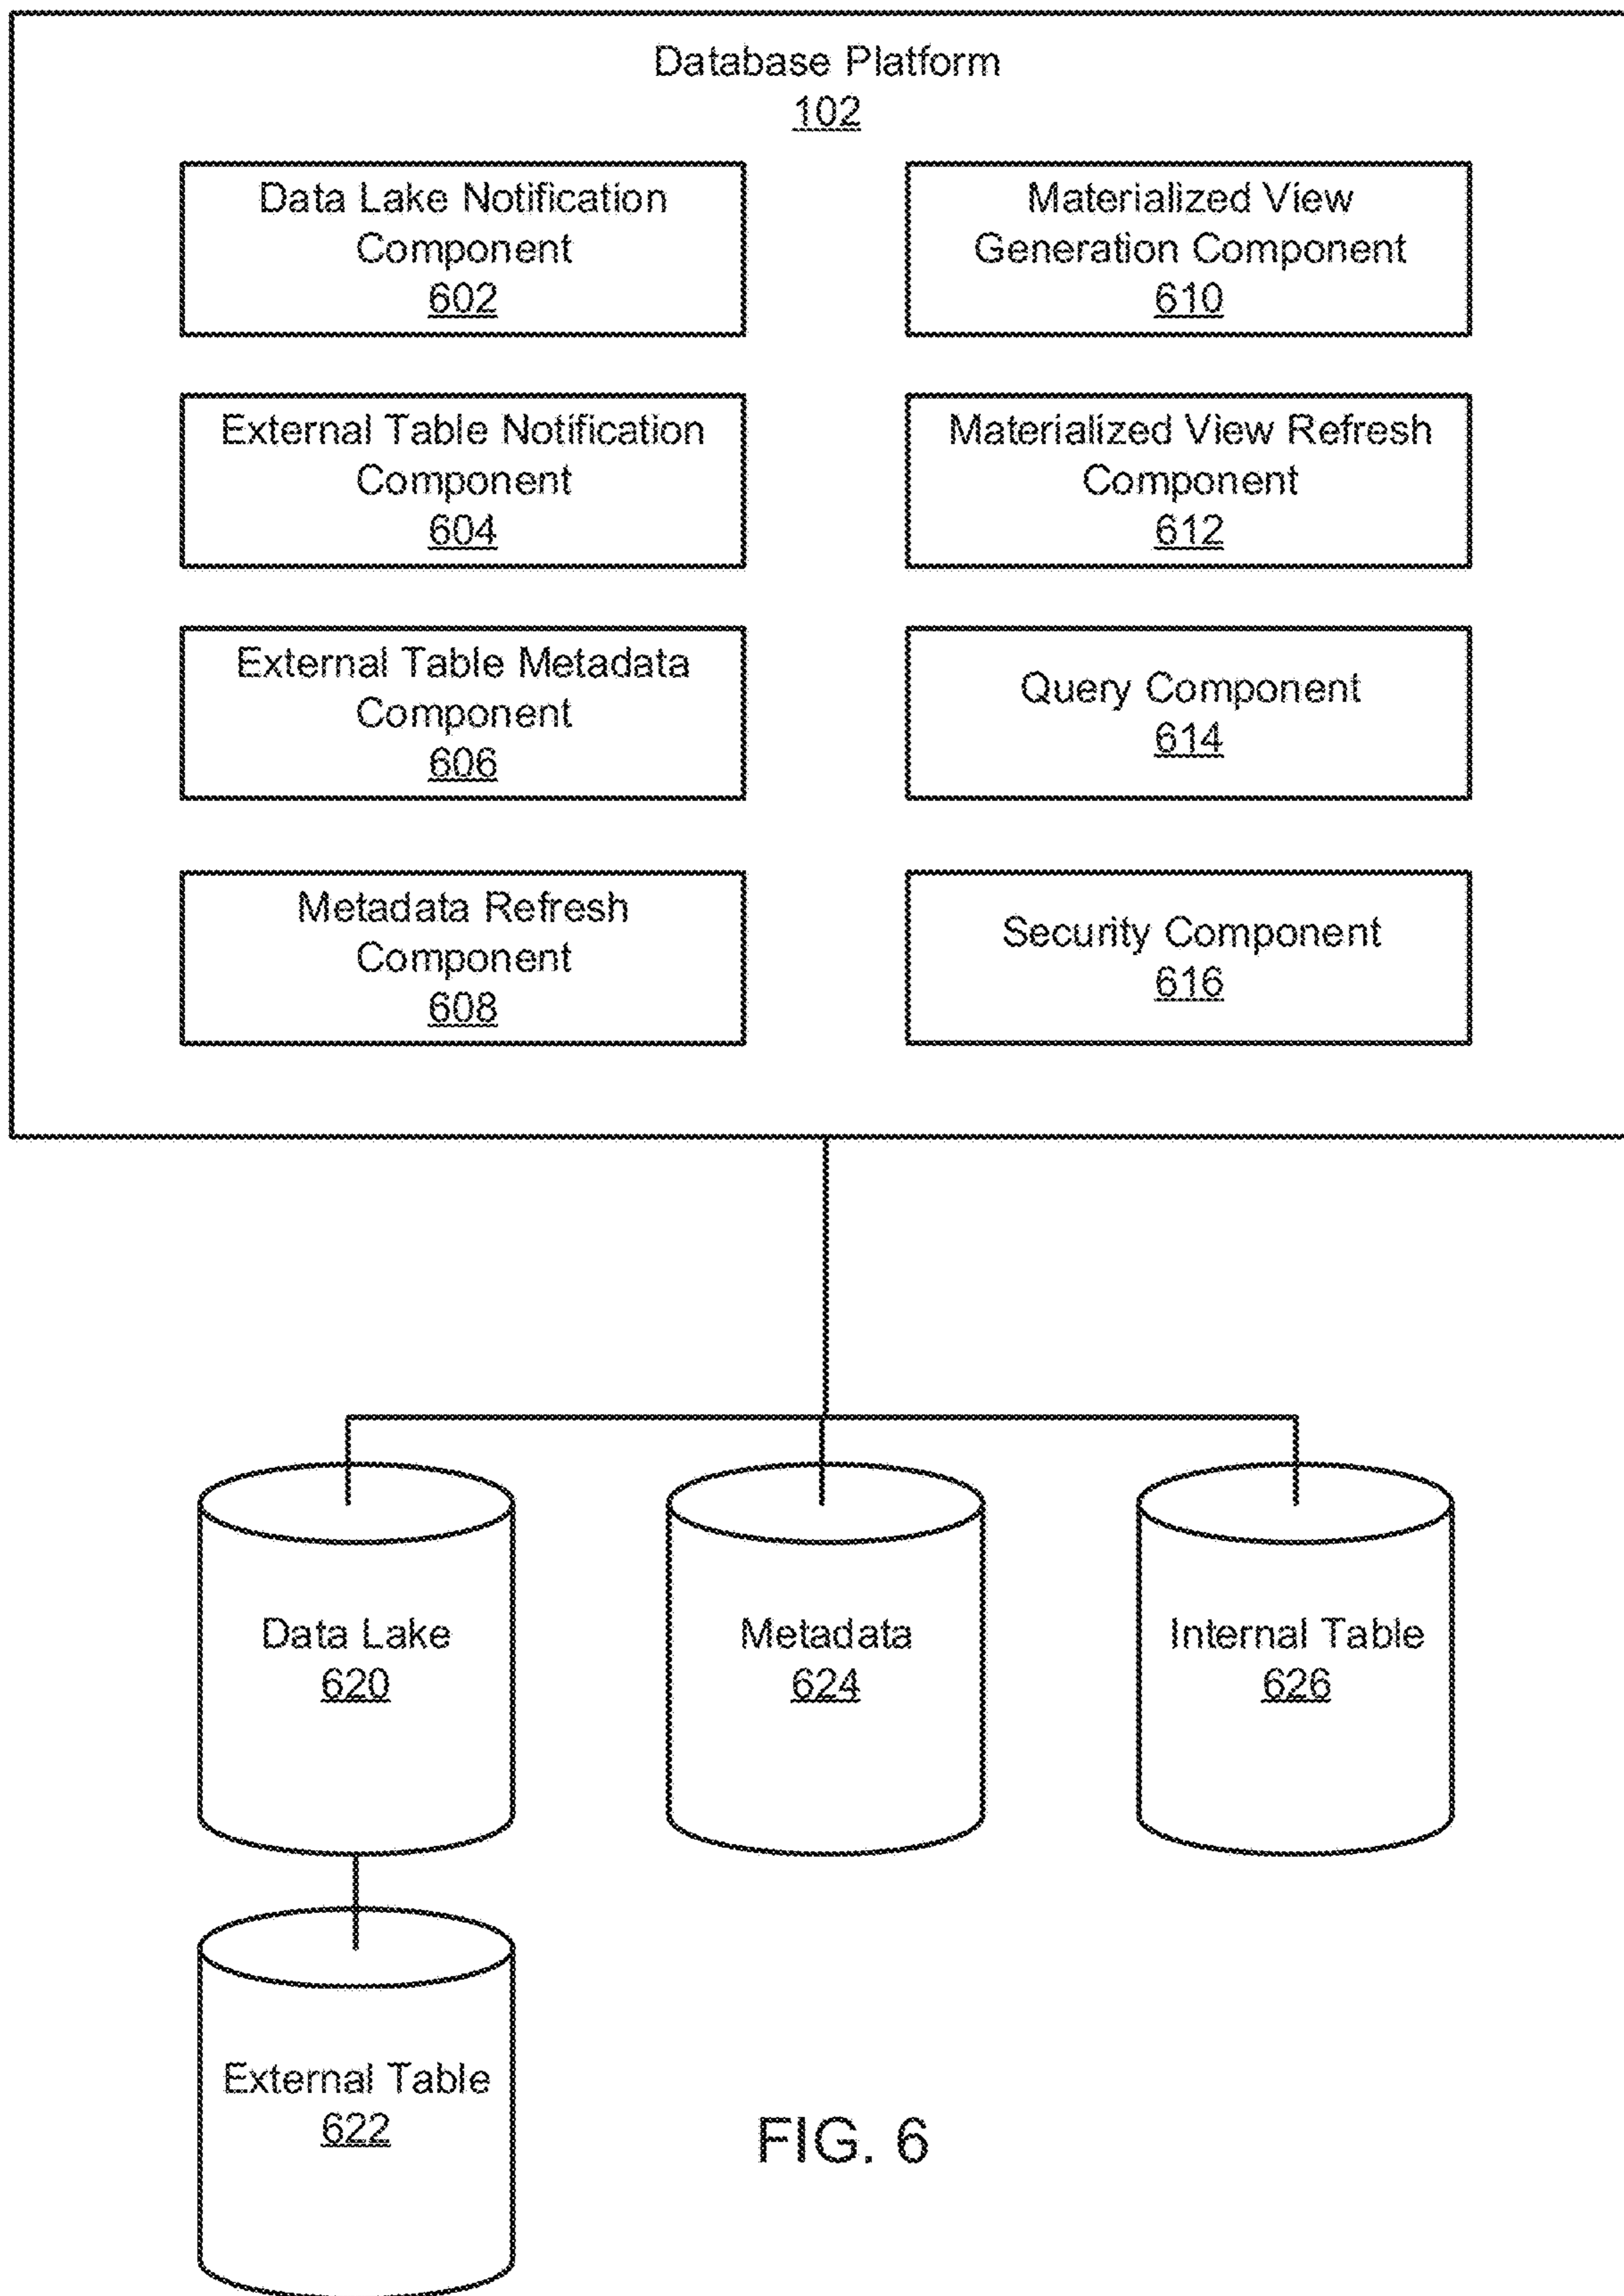 Database Platform
102
Data Lake Notification
Component
602
Materialized View
Generation Component
610
External Table Notification
Component
604
Materialized View Refresh
Component
612
External Table Metadata
Component
606
Query Component
614
Metadata Refresh
Component
608
Security Component
616
Data Lake
620
Metadata
624
Internal Table
626
External Table
622
FIG. 6